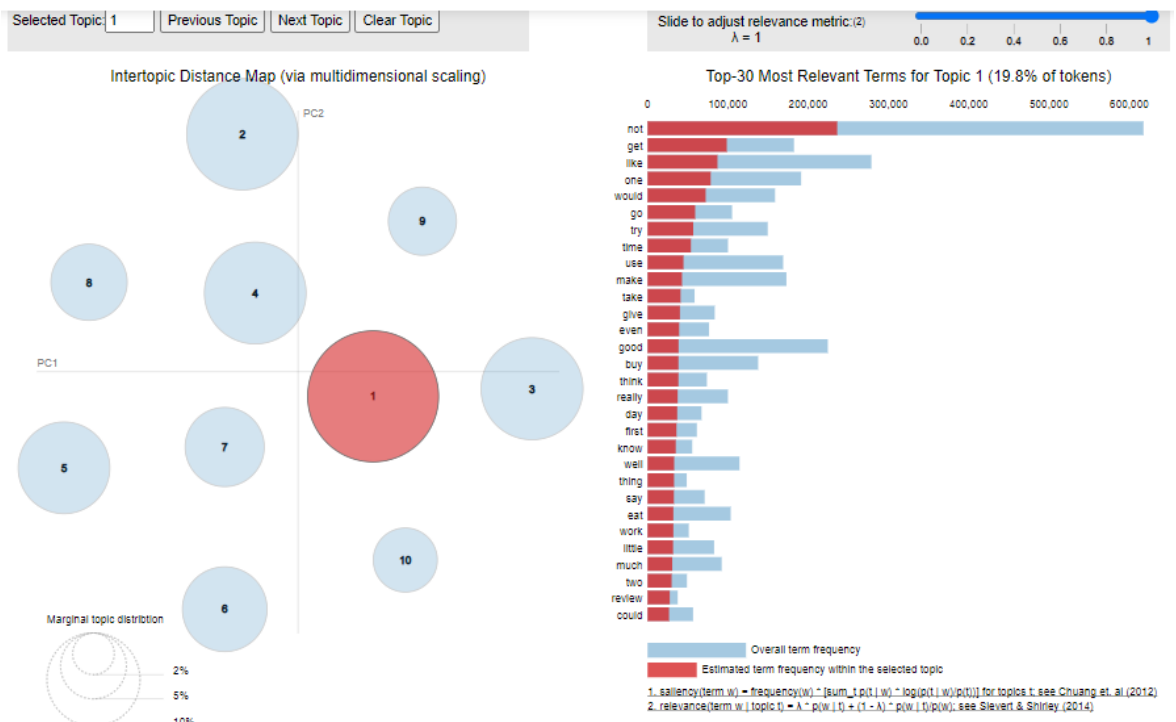 Selected Topic: 1 Previous Topic Next Topic Clear Topic
Slide to adjust relevance metric:(2)
λ = 1
0.0 0.2 0.4 0.6 0.8 1
Intertopic Distance Map (via multidimensional scaling)
PC2
PC1
2
9
8
4
1
3
7
5
10
6
Marginal topic distribtion
2%
5%
10%
Top-30 Most Relevant Terms for Topic 1 (19.8% of tokens)
0 100,000 200,000 300,000 400,000 500,000 600,000
not
get
like
one
would
go
try
time
use
make
take
give
even
good
buy
think
really
day
first
know
well
thing
say
eat
work
little
much
two
review
could
Overall term frequency
Estimated term frequency within the selected topic
1. saliency(term w) = frequency(w) * [sum_t p(t | w) * log(p(t | w)/p(t))] for topics t; see Chuang et. al (2012)
2. relevance(term w | topic t) = λ * p(w | t) + (1 - λ) * p(w | t)/p(w); see Sievert & Shirley (2014)